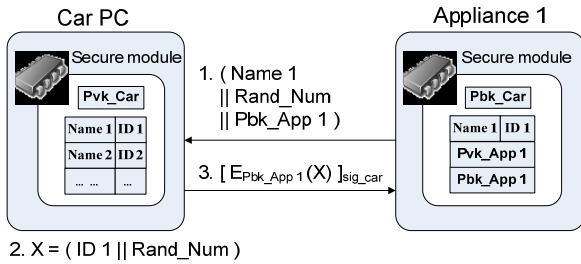 Car PC
Appliance 1
Secure module
Pvk_Car
Name 1 ID 1
Name 2 ID 2
... ... ...
1. ( Name 1
|| Rand_Num
|| Pbk_App 1 )
3. [ E_Pbk_App 1 (X) ]_sig_car
Secure module
Pbk_Car
Name 1 ID 1
Pvk_App 1
Pbk_App 1
2. X = ( ID 1 || Rand_Num )